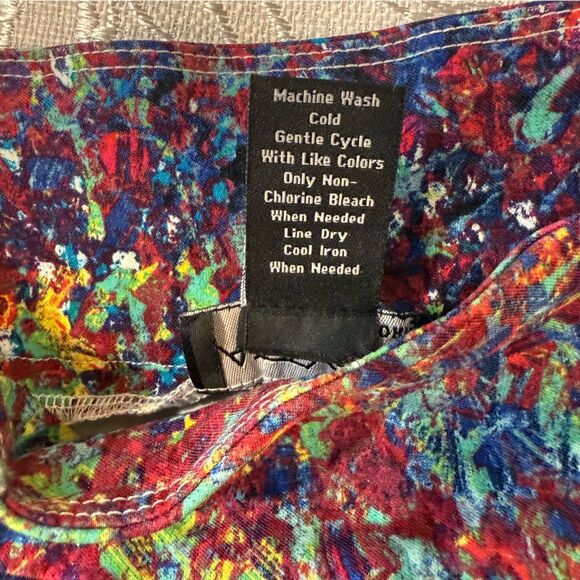 Machine Wash
Cold
Gentle Cycle
With Like Colors
Only Non-
Chlorine Bleach
When Needed
Line Dry
Cool Iron
When Needed